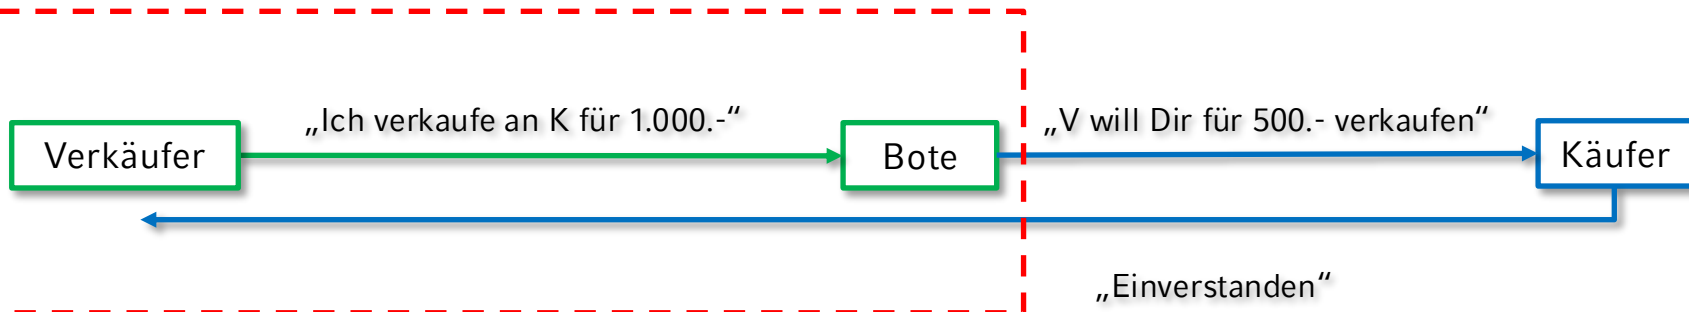 „Ich verkaufe an K für 1.000.-“
„V will Dir für 500.- verkaufen“
Verkäufer
Bote
Käufer
„Einverstanden“